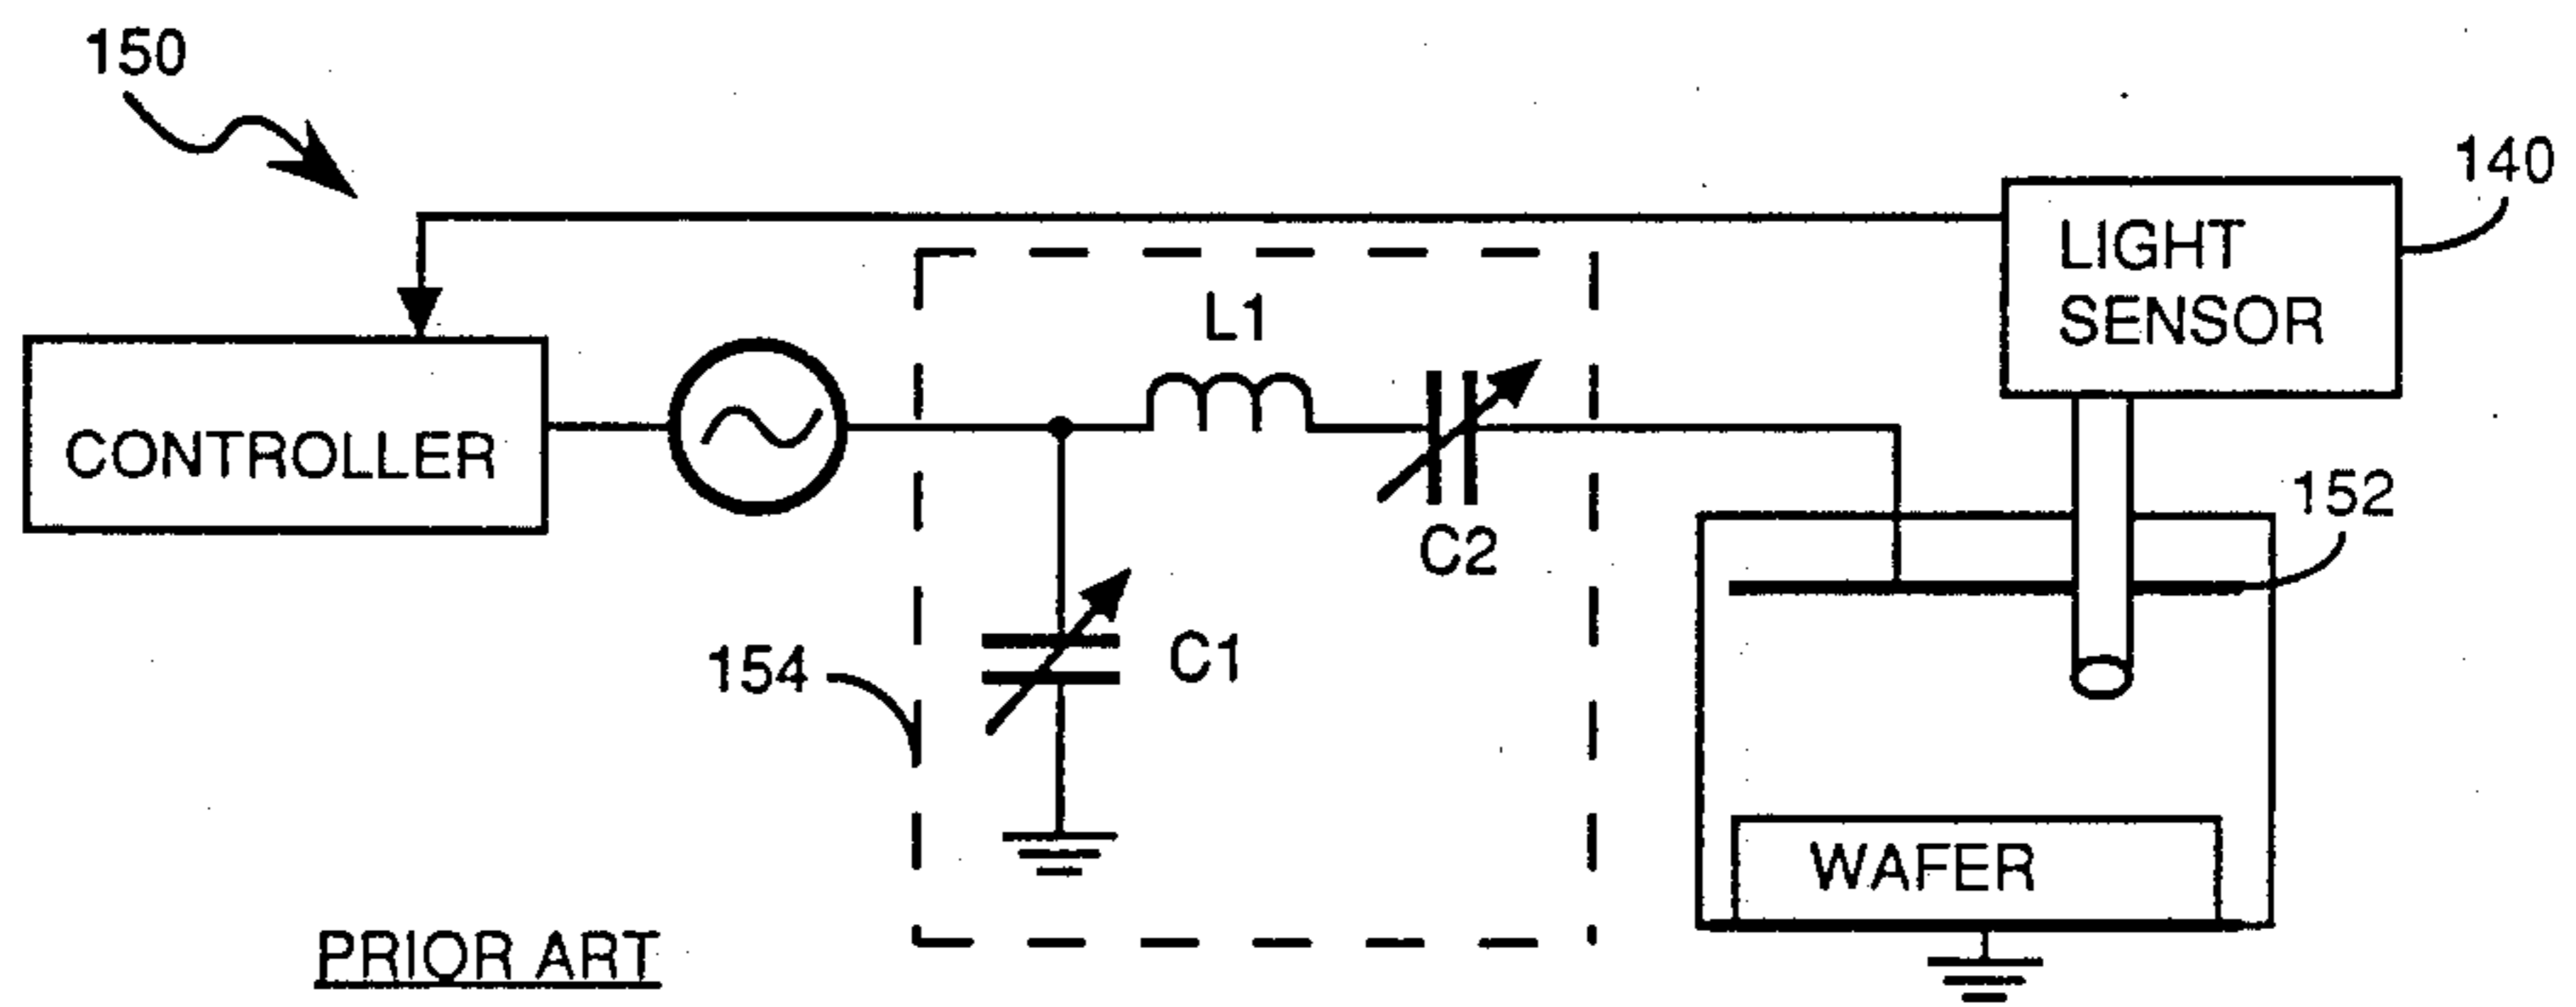 150
140
LIGHT
SENSOR
L1
CONTROLLER
152
C2
154
C1
WAFER
PRIOR ART